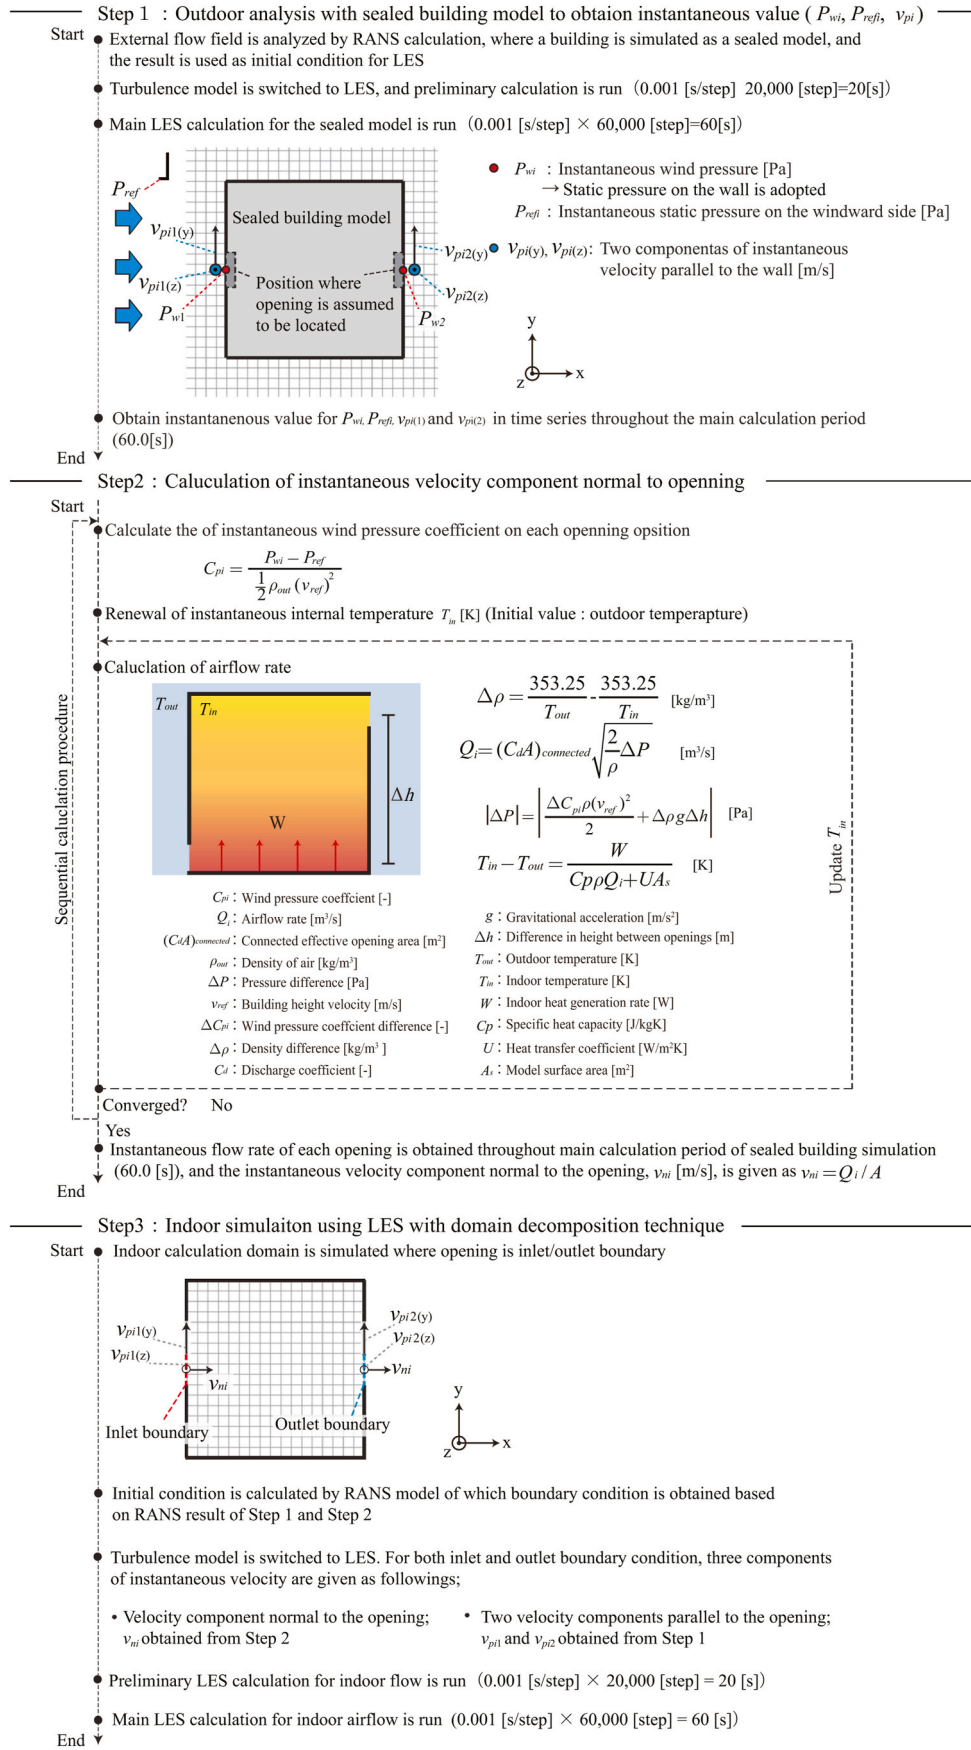 Step 1 : Outdoor analysis with sealed building model to obtaion instantaneous value ( Pwi, Prefi, vpi)
Start
External flow field is analyzed by RANS calculation, where a building is simulated as a sealed model, and
the result is used as initial condition for LES
Turbulence model is switched to LES, and preliminary calculation is run (0.001 [s/step] 20,000 [step]=20[s])
Main LES calculation for the sealed model is run (0.001 [s/step] × 60,000 [step]=60[s])
Pref
vpi1(y)
vpi1(z)
Pw1
Sealed building model
Position where
opening is assumed
to be located
vpi2(y)
vpi2(z)
Pw2
Pwi : Instantaneous wind pressure [Pa]
→ Static pressure on the wall is adopted
Prefi : Instantaneous static pressure on the windward side [Pa]
vpi(y), vpi(z): Two componentas of instantaneous
velocity parallel to the wall [m/s]
y
z
x
Obtain instantanenous value for Pwi, Prefi, vpi(1) and vpi(2) in time series throughout the main calculation period
(60.0[s])
End
Step2 : Caluculation of instantaneous velocity component normal to openning
Start
Calculate the of instantaneous wind pressure coefficient on each openning opsition
Cpi = (Pwi − Pref) / (1/2 ρout (vref)²)
Renewal of instantaneous internal temperature Tin [K] (Initial value : outdoor temperapture)
Caluclation of airflow rate
Sequential caluclation procedure
Update Tin
Tout
Tin
Δh
W
Δρ = 353.25/Tout - 353.25/Tin [kg/m³]
Qi = (CdA)connected √(2/ρ ΔP) [m³/s]
|ΔP| = |ΔCpi ρ(vref)²/2 + Δρ g Δh| [Pa]
Tin − Tout = W/(CpρQi + UAs) [K]
Cpi : Wind pressure coeffcient [-]
Qi : Airflow rate [m³/s]
(CdA)connected : Connected effective opening area [m²]
ρout : Density of air [kg/m³]
ΔP : Pressure difference [Pa]
vref : Building height velocity [m/s]
ΔCpi : Wind pressure coeffcient difference [-]
Δρ : Density difference [kg/m³ ]
Cd : Discharge coefficient [-]
g : Gravitational acceleration [m/s²]
Δh : Difference in height between openings [m]
Tout : Outdoor temperature [K]
Tin : Indoor temperature [K]
W : Indoor heat generation rate [W]
Cp : Specific heat capacity [J/kgK]
U : Heat transfer coefficient [W/m²K]
As : Model surface area [m²]
Converged? No
Yes
Instantaneous flow rate of each opening is obtained throughout main calculation period of sealed building simulation
(60.0 [s]), and the instantaneous velocity component normal to the opening, vni [m/s], is given as vni = Qi / A
End
Step3 : Indoor simulaiton using LES with domain decomposition technique
Start
Indoor calculation domain is simulated where opening is inlet/outlet boundary
vpi1(y)
vpi1(z)
vni
Inlet boundary
vpi2(y)
vpi2(z)
vni
Outlet boundary
y
z
x
Initial condition is calculated by RANS model of which boundary condition is obtained based
on RANS result of Step 1 and Step 2
Turbulence model is switched to LES. For both inlet and outlet boundary condition, three components
of instantaneous velocity are given as followings;
• Velocity component normal to the opening;
vni obtained from Step 2
• Two velocity components parallel to the opening;
vpi1 and vpi2 obtained from Step 1
Preliminary LES calculation for indoor flow is run (0.001 [s/step] × 20,000 [step] = 20 [s])
Main LES calculation for indoor airflow is run (0.001 [s/step] × 60,000 [step] = 60 [s])
End